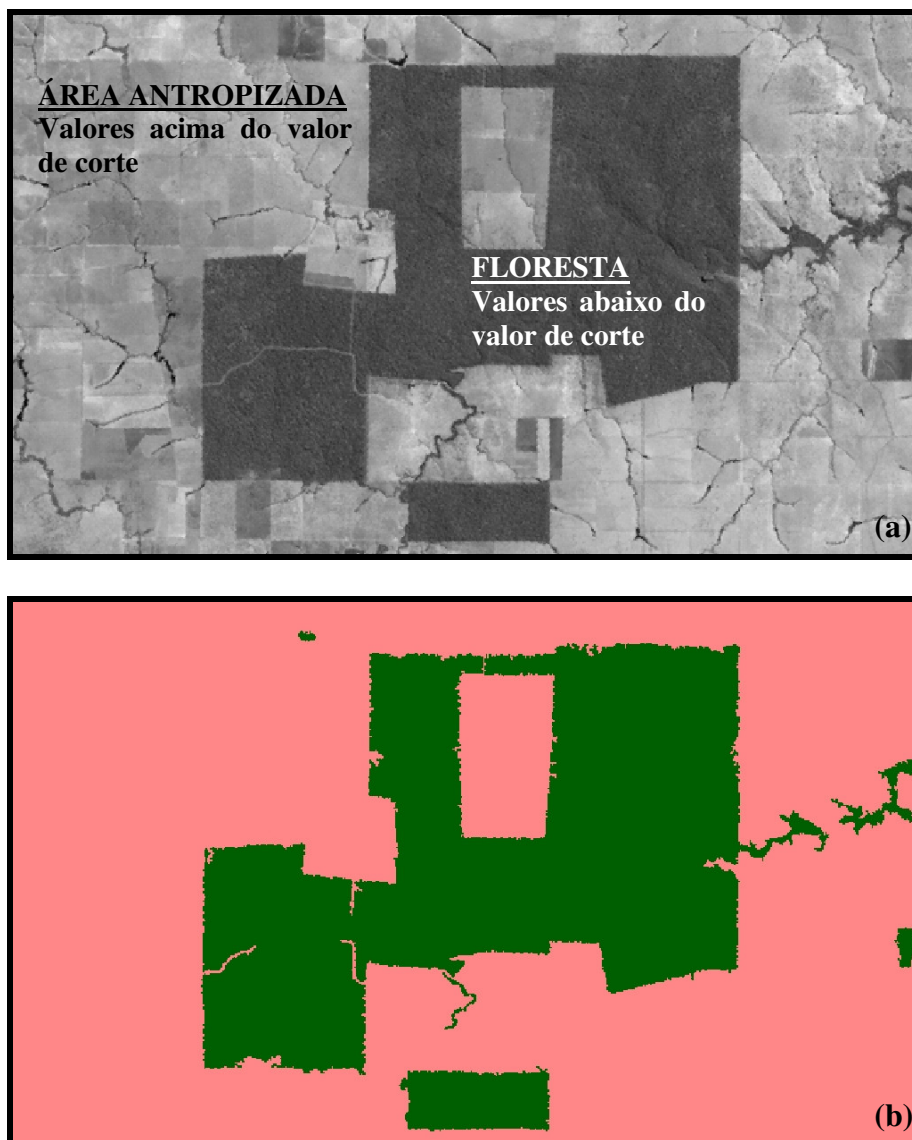 ÁREA ANTROPIZADA
Valores acima do valor
de corte
FLORESTA
Valores abaixo do
valor de corte
(a)
(b)